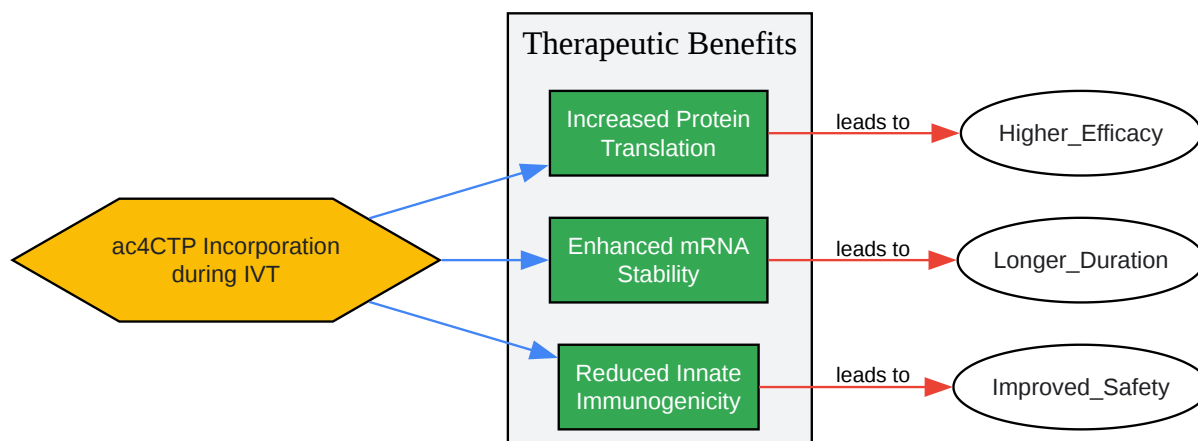 Therapeutic Benefits
ac4CTP Incorporation
during IVT
Increased Protein
Translation
leads to
Higher_Efficacy
Enhanced mRNA
Stability
leads to
Longer_Duration
Reduced Innate
Immunogenicity
leads to
Improved_Safety